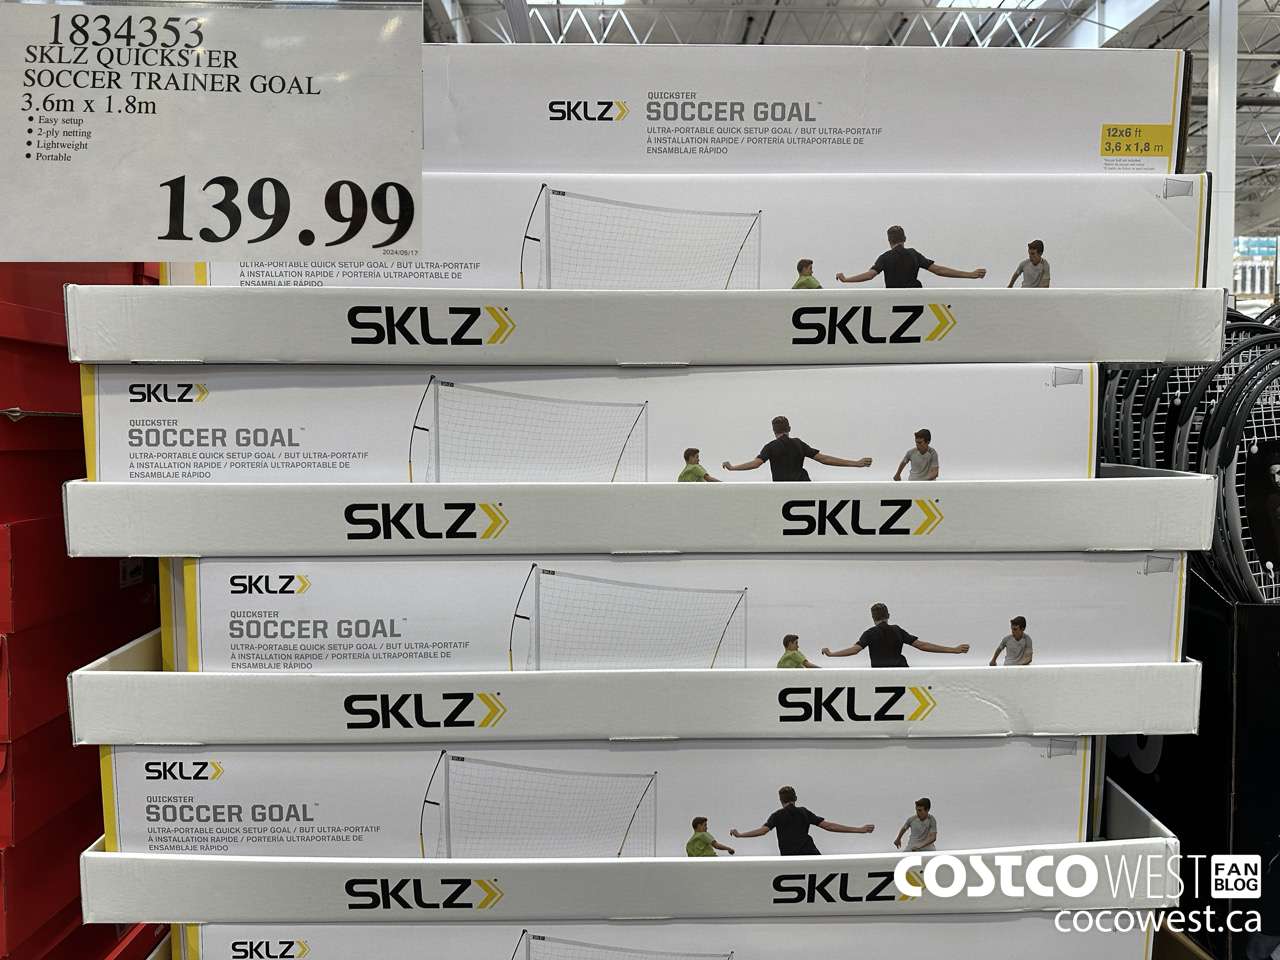 1834353
SKLZ QUICKSTER
SOCCER TRAINER GOAL
3.6m x 1.8m
• Easy setup
• 2-ply netting
• Lightweight
• Portable
139.99
2024/06/17
SKLZ
QUICKSTER
SOCCER GOAL™
ULTRA-PORTABLE QUICK SETUP GOAL / BUT ULTRA-PORTATIF
À INSTALLATION RAPIDE / PORTERÍA ULTRAPORTABLE DE
ENSAMBLAJE RÁPIDO
12x6 ft
3,6 x 1,8 m
ULTRA-PORTABLE QUICK SETUP GOAL / BUT ULTRA-PORTATIF
À INSTALLATION RAPIDE / PORTERÍA ULTRAPORTABLE DE
ENSAMBLAJE RÁPIDO
SKLZ SKLZ
SKLZ
QUICKSTER
SOCCER GOAL™
ULTRA-PORTABLE QUICK SETUP GOAL / BUT ULTRA-PORTATIF
À INSTALLATION RAPIDE / PORTERÍA ULTRAPORTABLE DE
ENSAMBLAJE RÁPIDO
SKLZ SKLZ
SKLZ
QUICKSTER
SOCCER GOAL™
ULTRA-PORTABLE QUICK SETUP GOAL / BUT ULTRA-PORTATIF
À INSTALLATION RAPIDE / PORTERÍA ULTRAPORTABLE DE
ENSAMBLAJE RÁPIDO
SKLZ SKLZ
SKLZ
QUICKSTER
SOCCER GOAL™
ULTRA-PORTABLE QUICK SETUP GOAL / BUT ULTRA-PORTATIF
À INSTALLATION RAPIDE / PORTERÍA ULTRAPORTABLE DE
ENSAMBLAJE RÁPIDO
SKLZ SKLZ
COSTCO WEST FAN BLOG
cocowest.ca
SKLZ